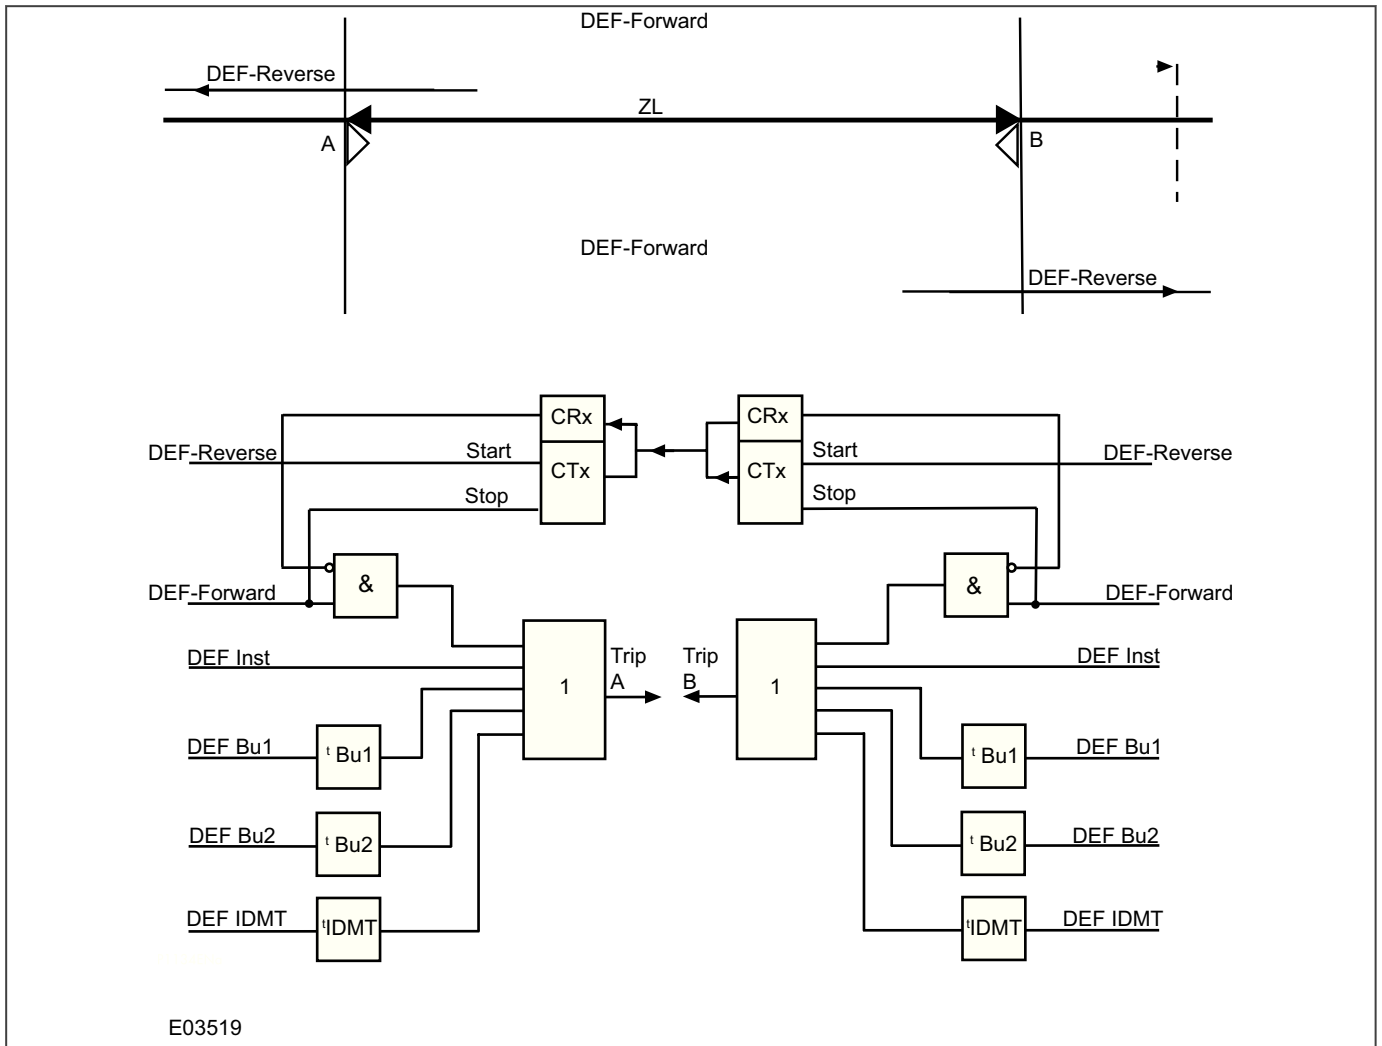 DEF-Forward
DEF-Reverse
ZL
A
B
DEF-Forward
DEF-Reverse
CRx
CRx
DEF-Reverse
Start
CTx
CTx
Start
DEF-Reverse
Stop
Stop
&
&
DEF-Forward
DEF-Forward
DEF Inst
Trip
A
Trip
B
DEF Inst
1
1
DEF Bu1
t Bu1
t Bu1
DEF Bu1
DEF Bu2
t Bu2
t Bu2
DEF Bu2
DEF IDMT
tIDMT
tIDMT
DEF IDMT
E03519